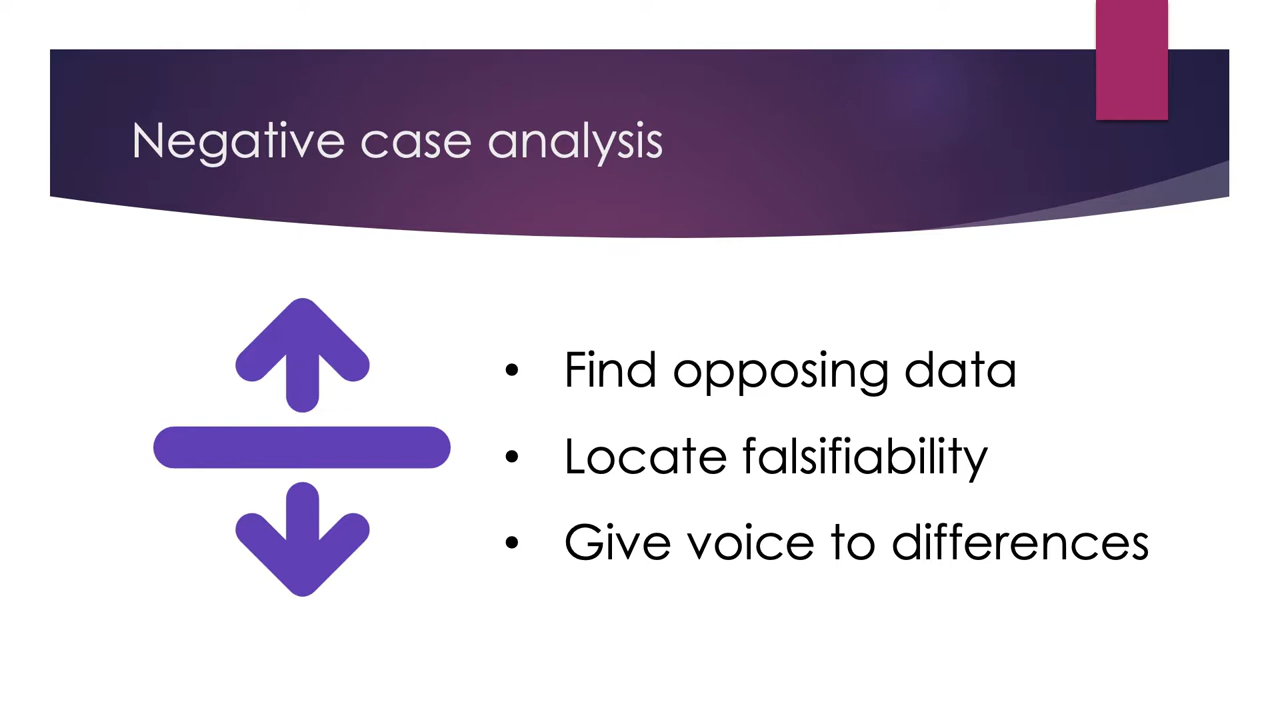 Negative case analysis
• Find opposing data
• Locate falsifiability
• Give voice to differences